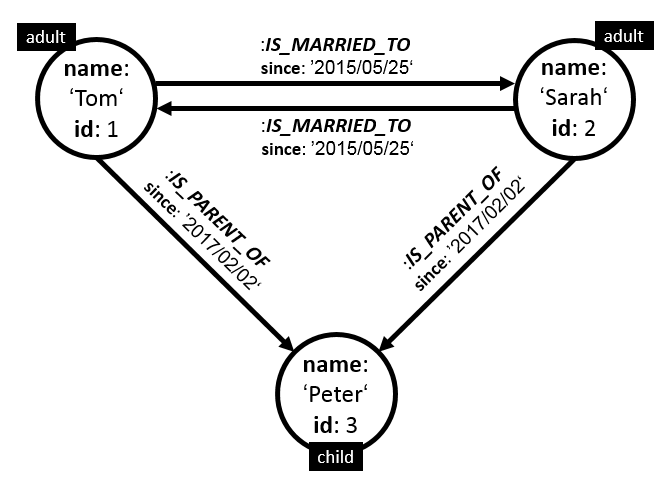 adult
adult
:IS_MARRIED_TO
since: ’2015/05/25‘
name:
‘Tom‘
id: 1
name:
‘Sarah‘
id: 2
:IS_MARRIED_TO
since: ’2015/05/25‘
:IS_PARENT_OF
since: ’2017/02/02‘
:IS_PARENT_OF
since: ’2017/02/02‘
name:
‘Peter‘
id: 3
child